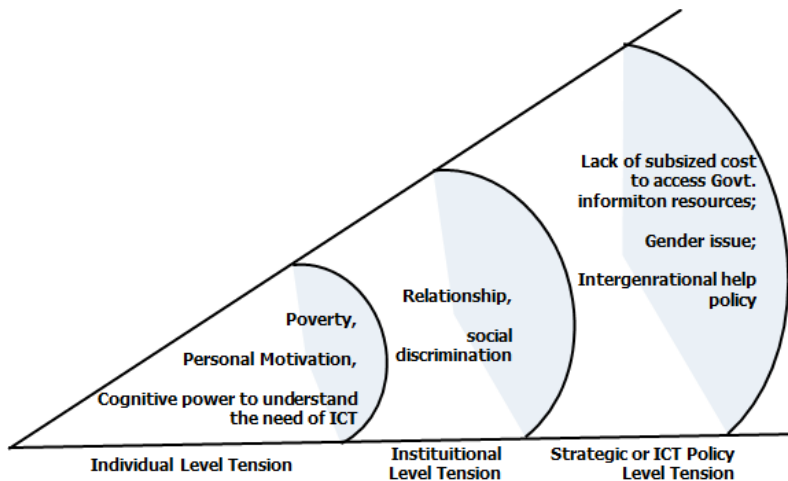 Poverty,
Personal Motivation,
Cognitive power to understand
the need of ICT
Relationship,
social
discrimination
Lack of subsized cost
to access Govt.
informiton resources;
Gender issue;
Intergenrational help
policy
Individual Level Tension
Instituitional
Level Tension
Strategic or ICT Policy
Level Tension